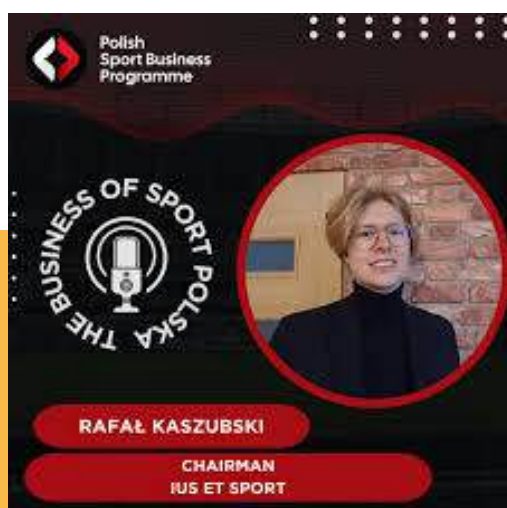 Polish
Sport Business
Programme
THE BUSINESS OF SPORT POLSKA
RAFAŁ KASZUBSKI
CHAIRMAN
IUS ET SPORT